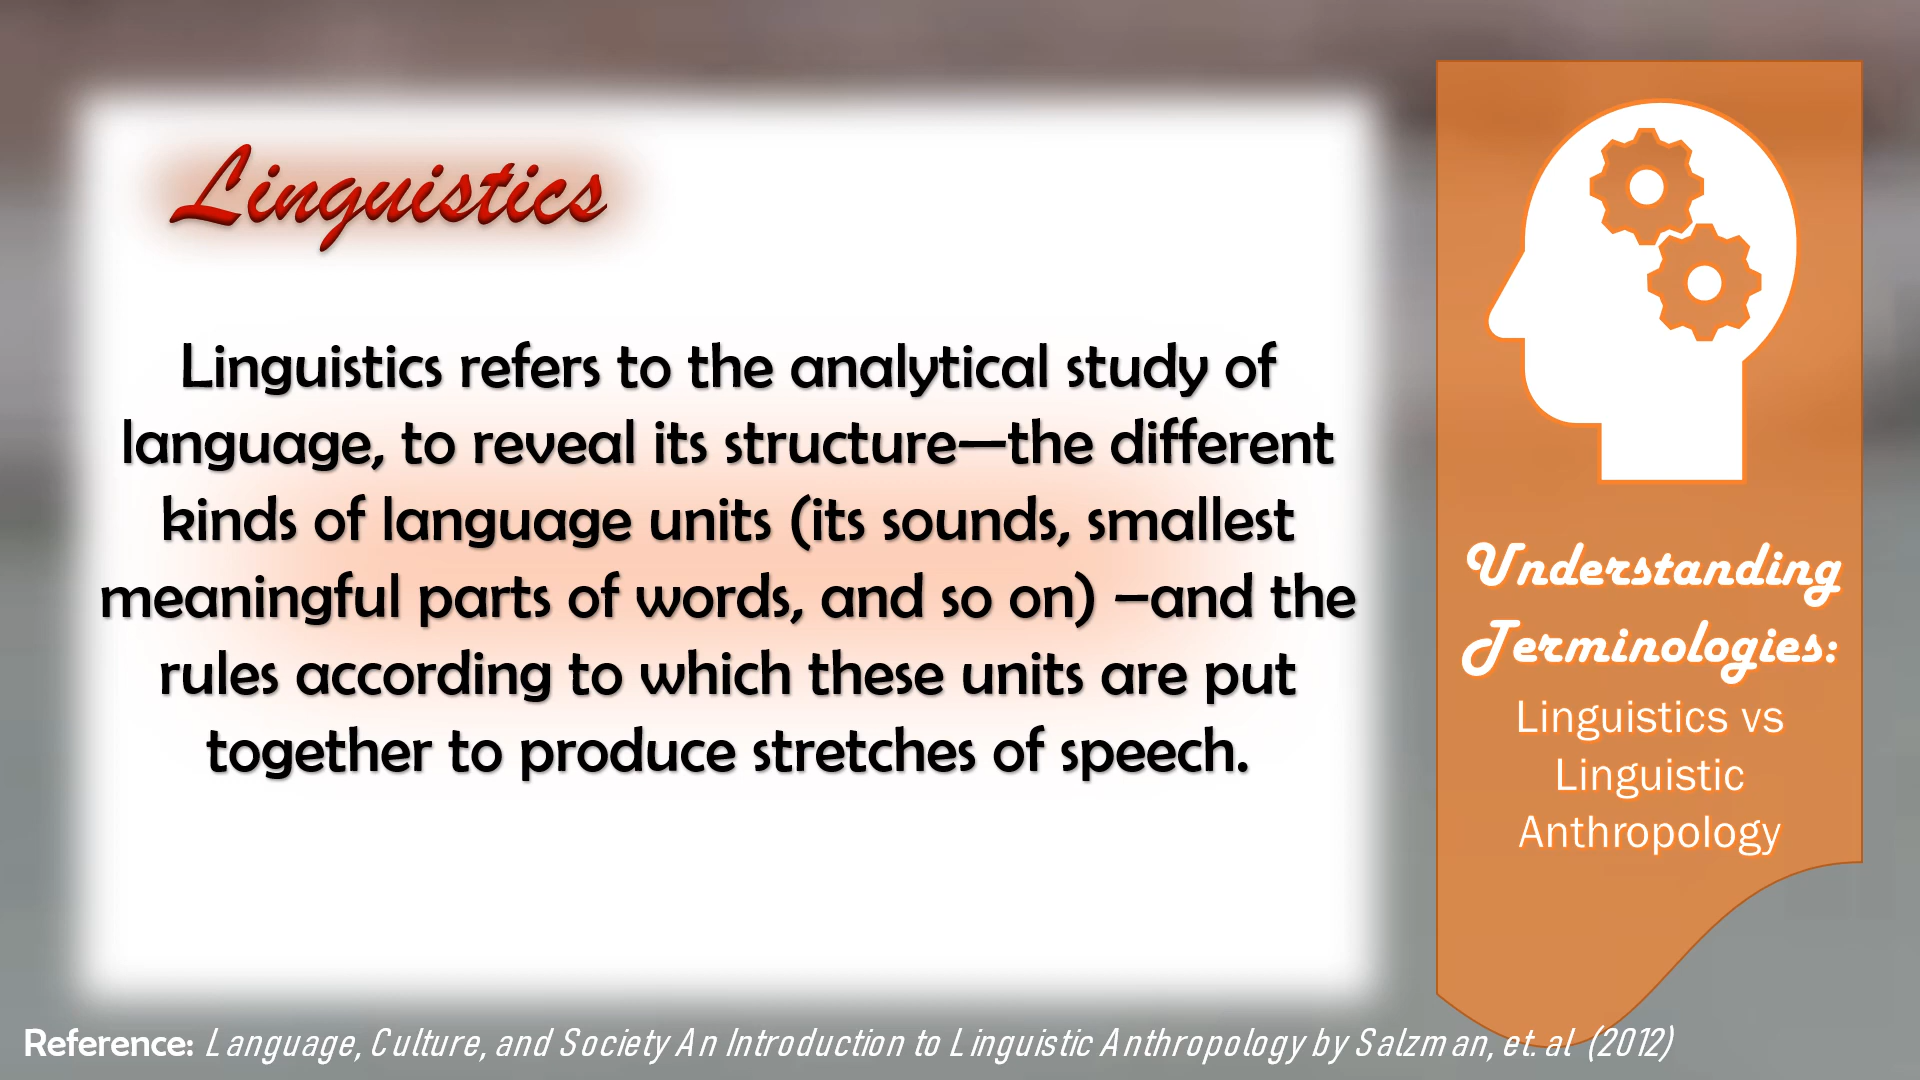 Linguistics
Linguistics refers to the analytical study of
language, to reveal its structure—the different
kinds of language units (its sounds, smallest
meaningful parts of words, and so on) –and the
rules according to which these units are put
together to produce stretches of speech.
Understanding
Terminologies:
Linguistics vs
Linguistic
Anthropology
Reference: Language, Culture, and Society An Introduction to Linguistic Anthropology by Salzman, et. al (2012)